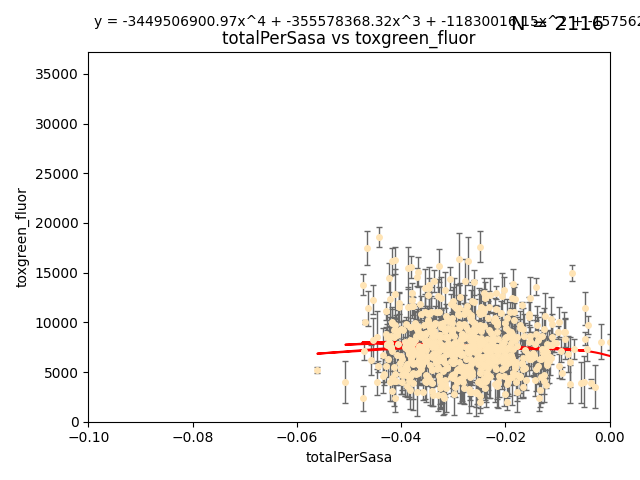 y = -3449506900.97x^4 + -355578368.32x^3 +
N = 2116
totalPerSasa vs toxgreen_fluor
35000
30000
25000
20000
15000
10000
5000
0
toxgreen_fluor
−0.10
−0.08
−0.06
−0.04
−0.02
0.00
totalPerSasa